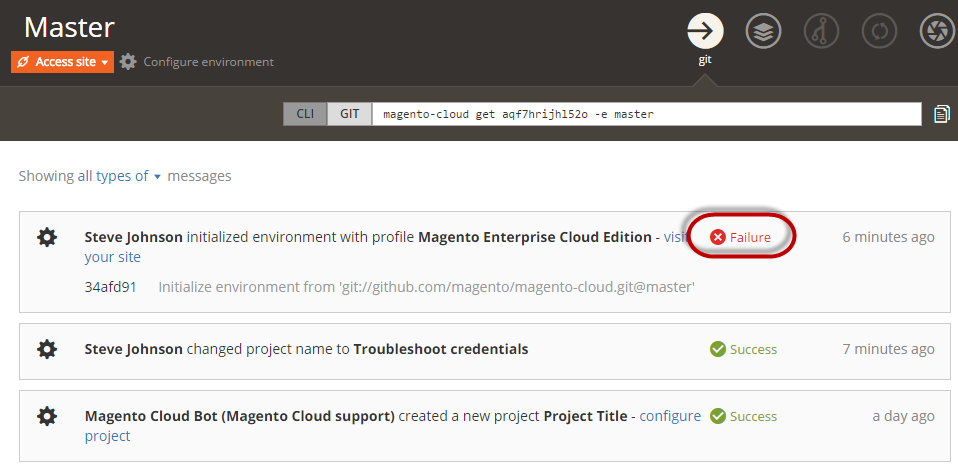 Master
Access site
Configure environment
git
CLI
GIT
magento-cloud get aqf7hrijhl52o -e master
Showing all types of messages
Steve Johnson initialized environment with profile Magento Enterprise Cloud Edition - visit
your site
Failure
6 minutes ago
34afd91 Initialize environment from 'git://github.com/magento/magento-cloud.git@master'
Steve Johnson changed project name to Troubleshoot credentials
Success
7 minutes ago
Magento Cloud Bot (Magento Cloud support) created a new project Project Title - configure
project
Success
a day ago